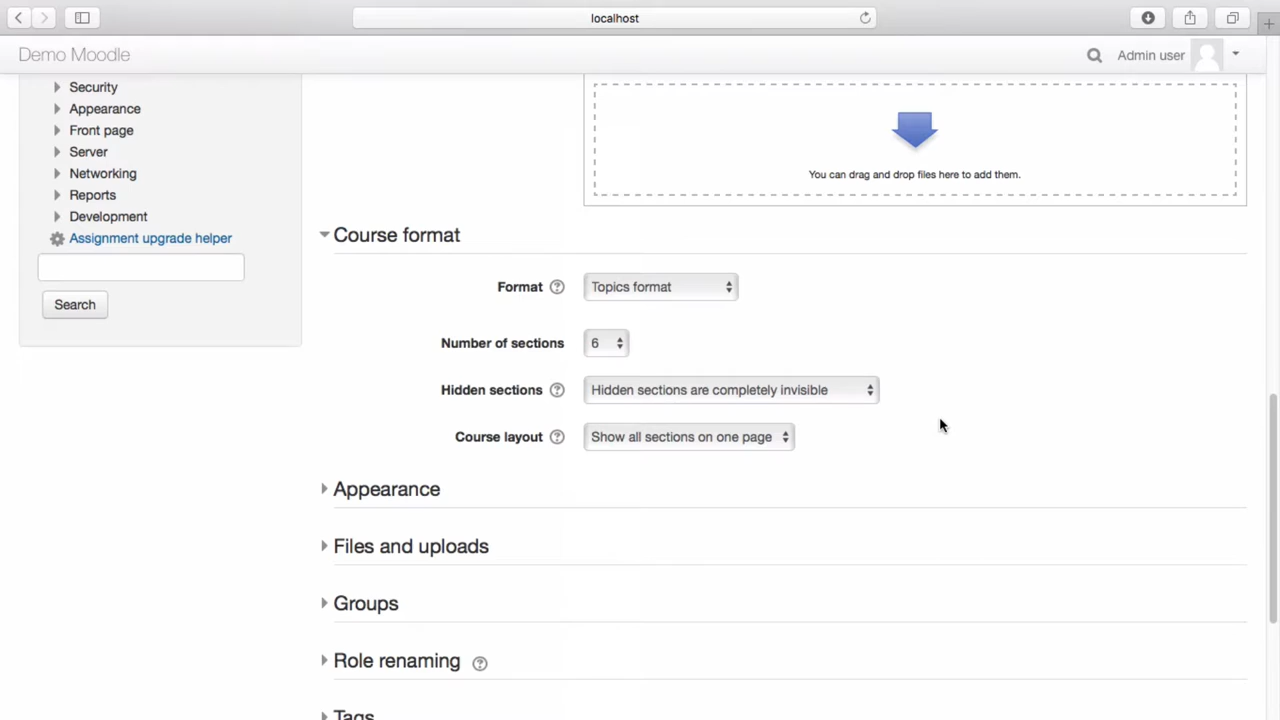 localhost
Demo Moodle
Admin user
Security
Appearance
Front page
Server
Networking
Reports
Development
Assignment upgrade helper
Search
You can drag and drop files here to add them.
Course format
Format
Topics format
Number of sections
6
Hidden sections
Hidden sections are completely invisible
Course layout
Show all sections on one page
Appearance
Files and uploads
Groups
Role renaming
Tags